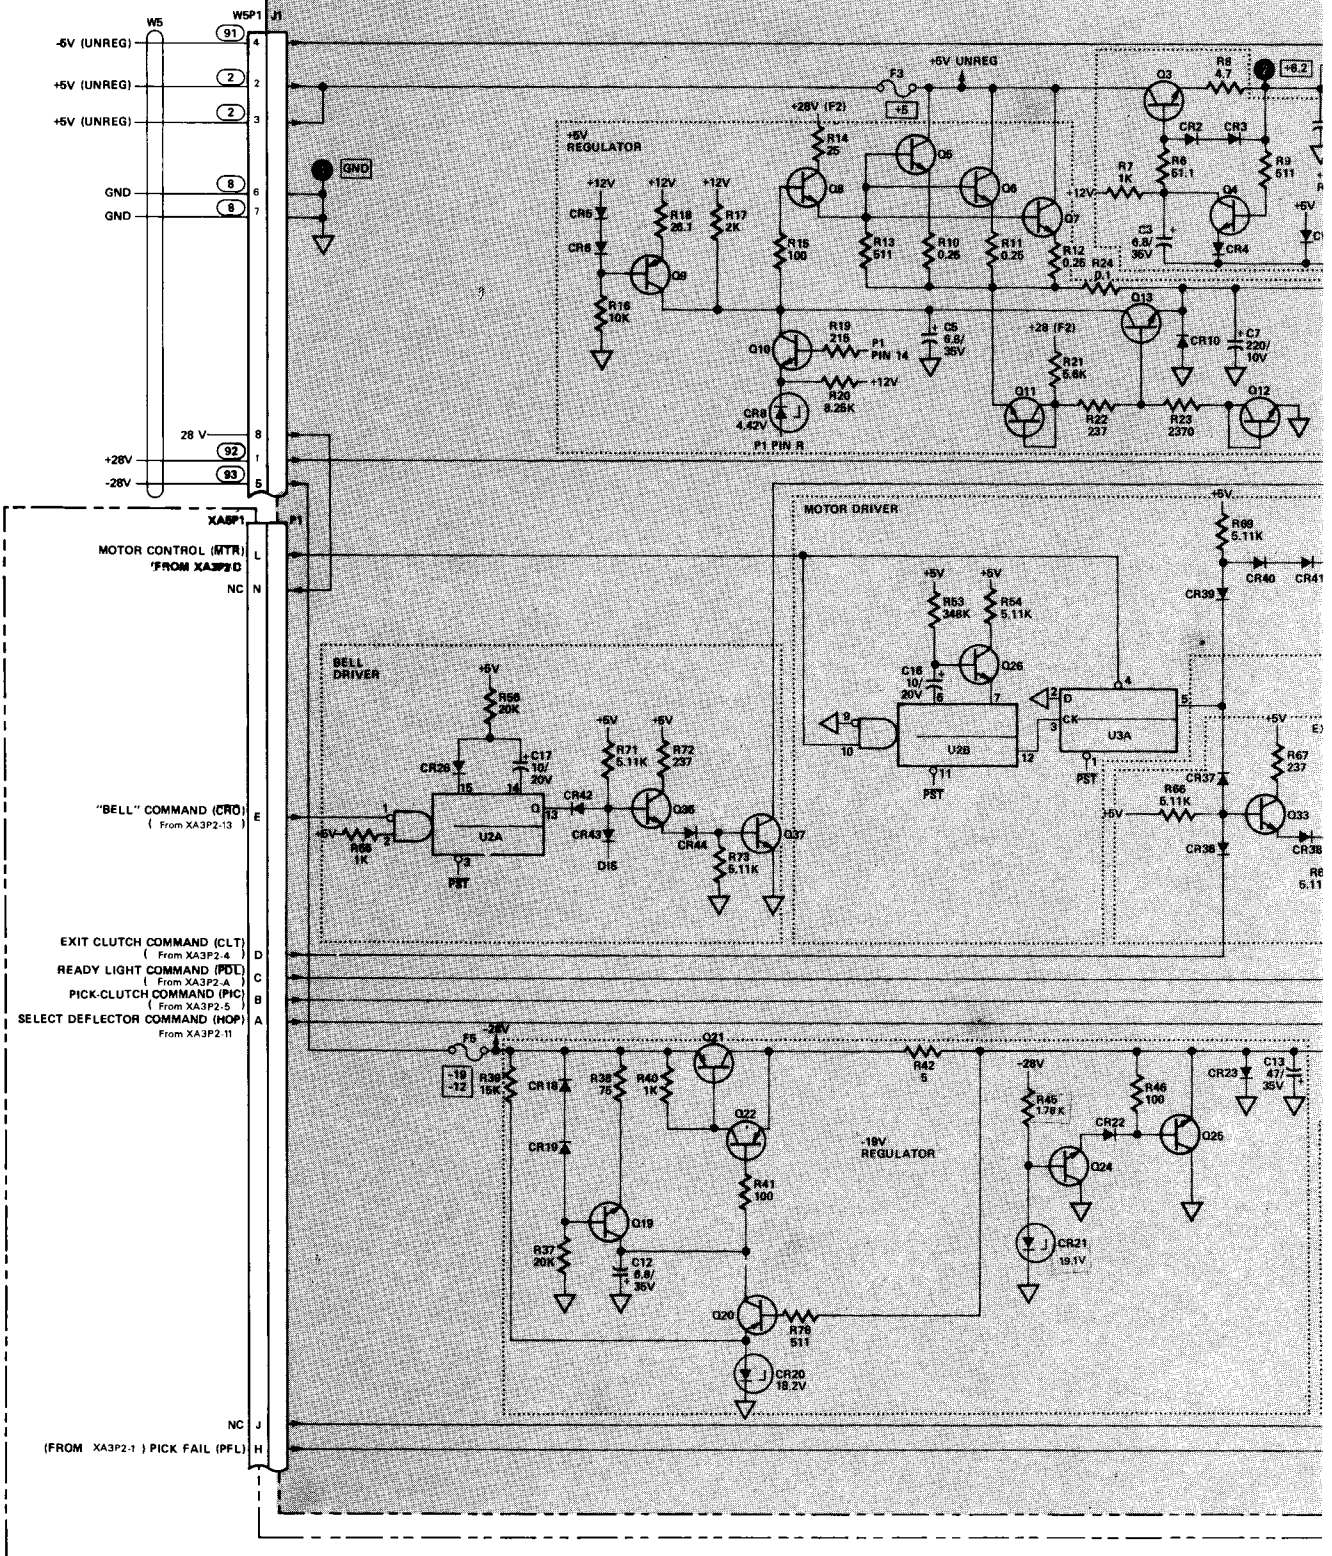 W5
W5P1 J1
-5V (UNREG) 91 4
+5V (UNREG) 2 2
+5V (UNREG) 2 3
GND 8 6
GND 8 7
28 V 8
+28V 92 1
-28V 93 5
GND
F3
+5
+5V UNREG
+6.2
Q3
R8
4.7
CR2 CR3
R7
1K
R6
51.1
R9
511
Q4
+12V
C3
6.8/
35V
CR4
+5V
+5V
REGULATOR
+28V (F2)
R14
25
Q5
Q8
Q6
Q7
+12V +12V +12V
CR5
CR6
R18
26.1
R17
2K
Q9
R16
10K
R15
100
R13
511
R10
0.25
R11
0.25
R12
0.25
R24
0.1
Q13
Q10
R19
215
P1
PIN 14
R20
8.25K
+12V
CR8
4.42V
P1 PIN R
C5
6.8/
35V
+28 (F2)
R21
5.6K
CR10
C7
220/
10V
Q11
R22
237
R23
2370
Q12
XA5P1 P1
MOTOR CONTROL (MTR) L
FROM XA3P2-D
NC N
MOTOR DRIVER
+5V
R69
5.11K
CR40 CR41
CR39
+5V +5V
R53
348K
R54
5.11K
Q26
C16
10/
20V
6 7
9
10
U2B
12
11
PST
2 D
3 CK
4
5
U3A
1
PST
BELL
DRIVER
+5V
R56
20K
CR26
C17
10/
20V
15 14
+5V +5V
R71
5.11K
R72
237
CR42
Q 13
Q36
CR43
DIS
CR44
Q37
R73
5.11K
"BELL" COMMAND (CRO) E
( From XA3P2-13 )
1
2
+5V
1K
U2A
3
PST
+5V
R67
237
CR37
R66
5.11K
+5V
Q33
CR36
CR38
5.11
EXIT CLUTCH COMMAND (CLT) D
( From XA3P2-4 )
READY LIGHT COMMAND (PDL) C
( From XA3P2-A )
PICK-CLUTCH COMMAND (PIC) B
( From XA3P2-5 )
SELECT DEFLECTOR COMMAND (HOP) A
From XA3P2-11
F5
-28V
-19
-12
R39
15K
CR18
R38
75
R40
1K
Q21
R42
5
Q22
CR19
R41
100
-19V
REGULATOR
Q19
R37
20K
C12
6.8/
35V
Q20
R78
511
CR20
18.2V
-28V
R45
1.78 K
R46
100
CR22
Q24
Q25
CR23
C13
47/
35V
CR21
19.1V
NC J
(FROM XA3P2-1 ) PICK FAIL (PFL) H